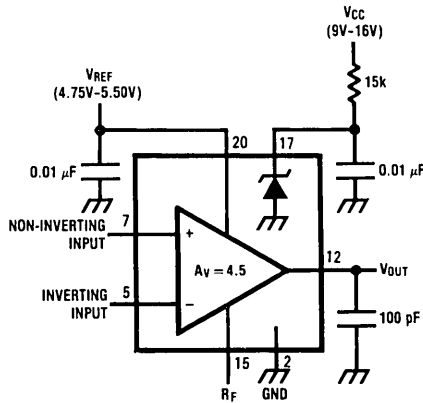 VCC
(9V–16V)
VREF
(4.75V–5.50V)
15k
20
17
0.01 µF
0.01 µF
7
NON-INVERTING
INPUT
+
12
AV = 4.5
VOUT
5
INVERTING
INPUT
−
100 pF
15
2
RF
GND